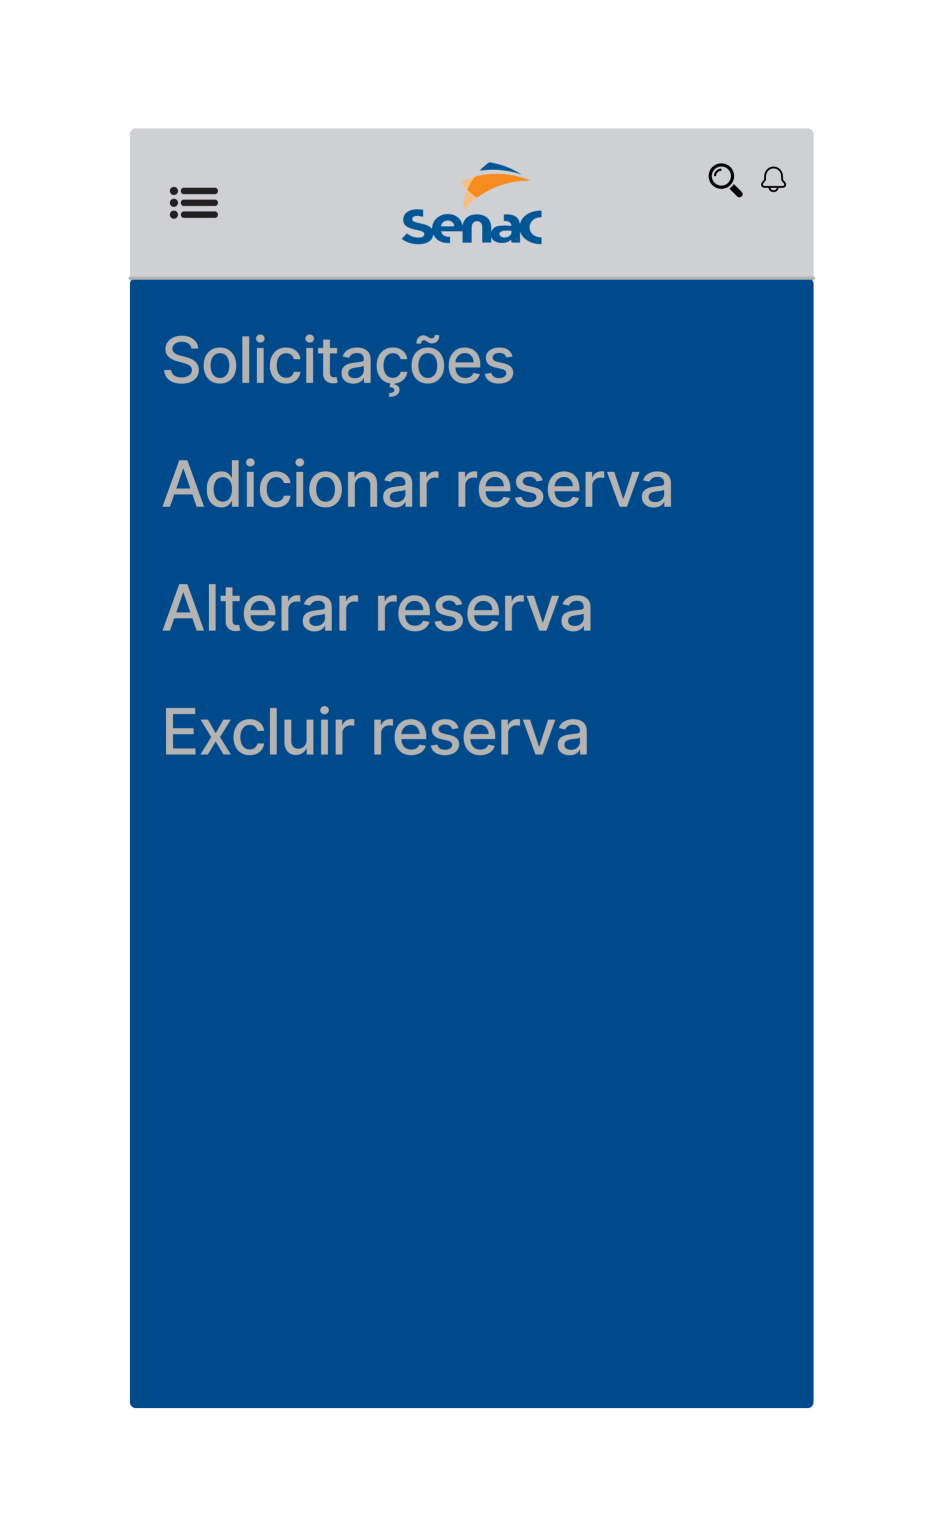 Senac
Solicitações
Adicionar reserva
Alterar reserva
Excluir reserva